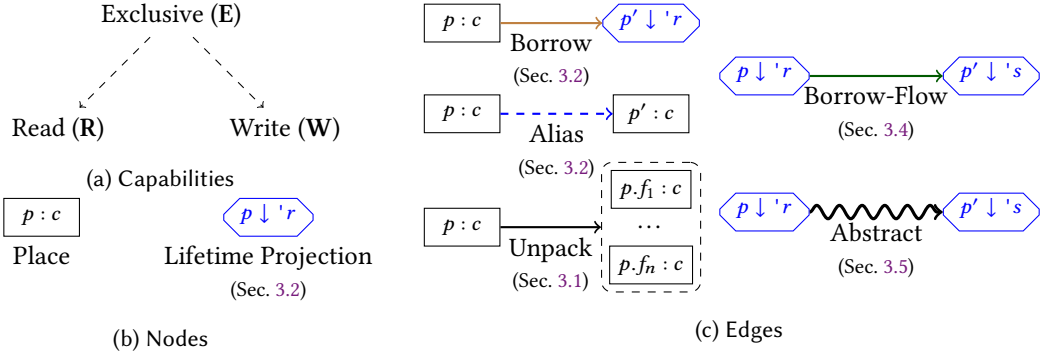 Exclusive (E)
Read (R)
Write (W)
(a) Capabilities
p : c
Place
p ↓ 'r
Lifetime Projection
(Sec. 3.2)
(b) Nodes
p : c
p′ ↓ 'r
Borrow
(Sec. 3.2)
p : c
p′ : c
Alias
(Sec. 3.2)
p : c
p.f₁ : c
...
p.fₙ : c
Unpack
(Sec. 3.1)
p ↓ 'r
p′ ↓ 's
Borrow-Flow
(Sec. 3.4)
p ↓ 'r
p′ ↓ 's
Abstract
(Sec. 3.5)
(c) Edges